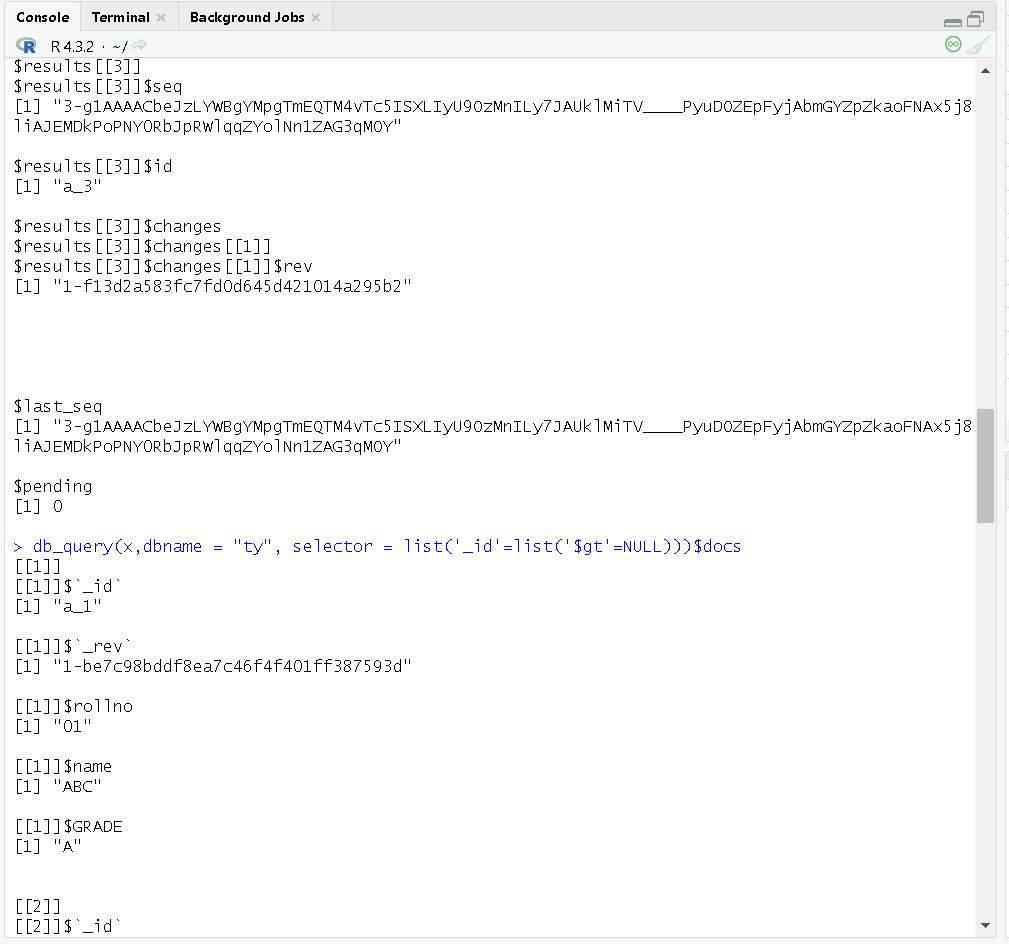 Console Terminal Background Jobs
R 4.3.2 · ~/
$results[[3]]
$results[[3]]$seq
[1] "3-g1AAAACbeJzLYWBgYMpgTmEQTM4vTc5ISXLIyU9OzMnILy7JAUklMiTV____PyuDOZEpFyjAbmGYZpZkaoFNAx5j8
liAJEMDkPoPNYORbJpRWlqqZYolNn1ZAG3qMOY"

$results[[3]]$id
[1] "a_3"

$results[[3]]$changes
$results[[3]]$changes[[1]]
$results[[3]]$changes[[1]]$rev
[1] "1-f13d2a583fc7fd0d645d421014a295b2"

$last_seq
[1] "3-g1AAAACbeJzLYWBgYMpgTmEQTM4vTc5ISXLIyU9OzMnILy7JAUklMiTV____PyuDOZEpFyjAbmGYZpZkaoFNAx5j8
liAJEMDkPoPNYORbJpRWlqqZYolNn1ZAG3qMOY"

$pending
[1] 0

> db_query(x,dbname = "ty", selector = list('_id'=list('$gt'=NULL)))$docs
[[1]]
[[1]]$`_id`
[1] "a_1"

[[1]]$`_rev`
[1] "1-be7c98bddf8ea7c46f4f401ff387593d"

[[1]]$rollno
[1] "01"

[[1]]$name
[1] "ABC"

[[1]]$GRADE
[1] "A"

[[2]]
[[2]]$`_id`